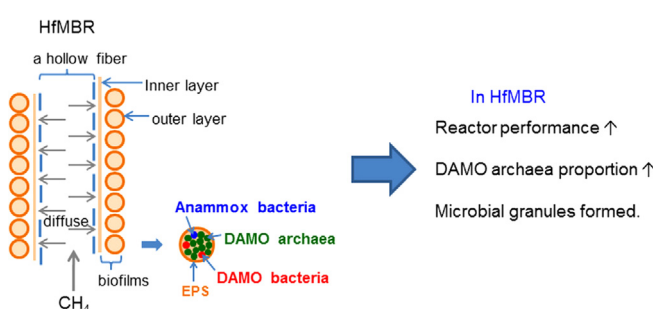 HfMBR
a hollow fiber
Inner layer
outer layer
diffuse
CH4
biofilms
Anammox bacteria
DAMO archaea
DAMO bacteria
EPS
In HfMBR
Reactor performance ↑
DAMO archaea proportion ↑
Microbial granules formed.